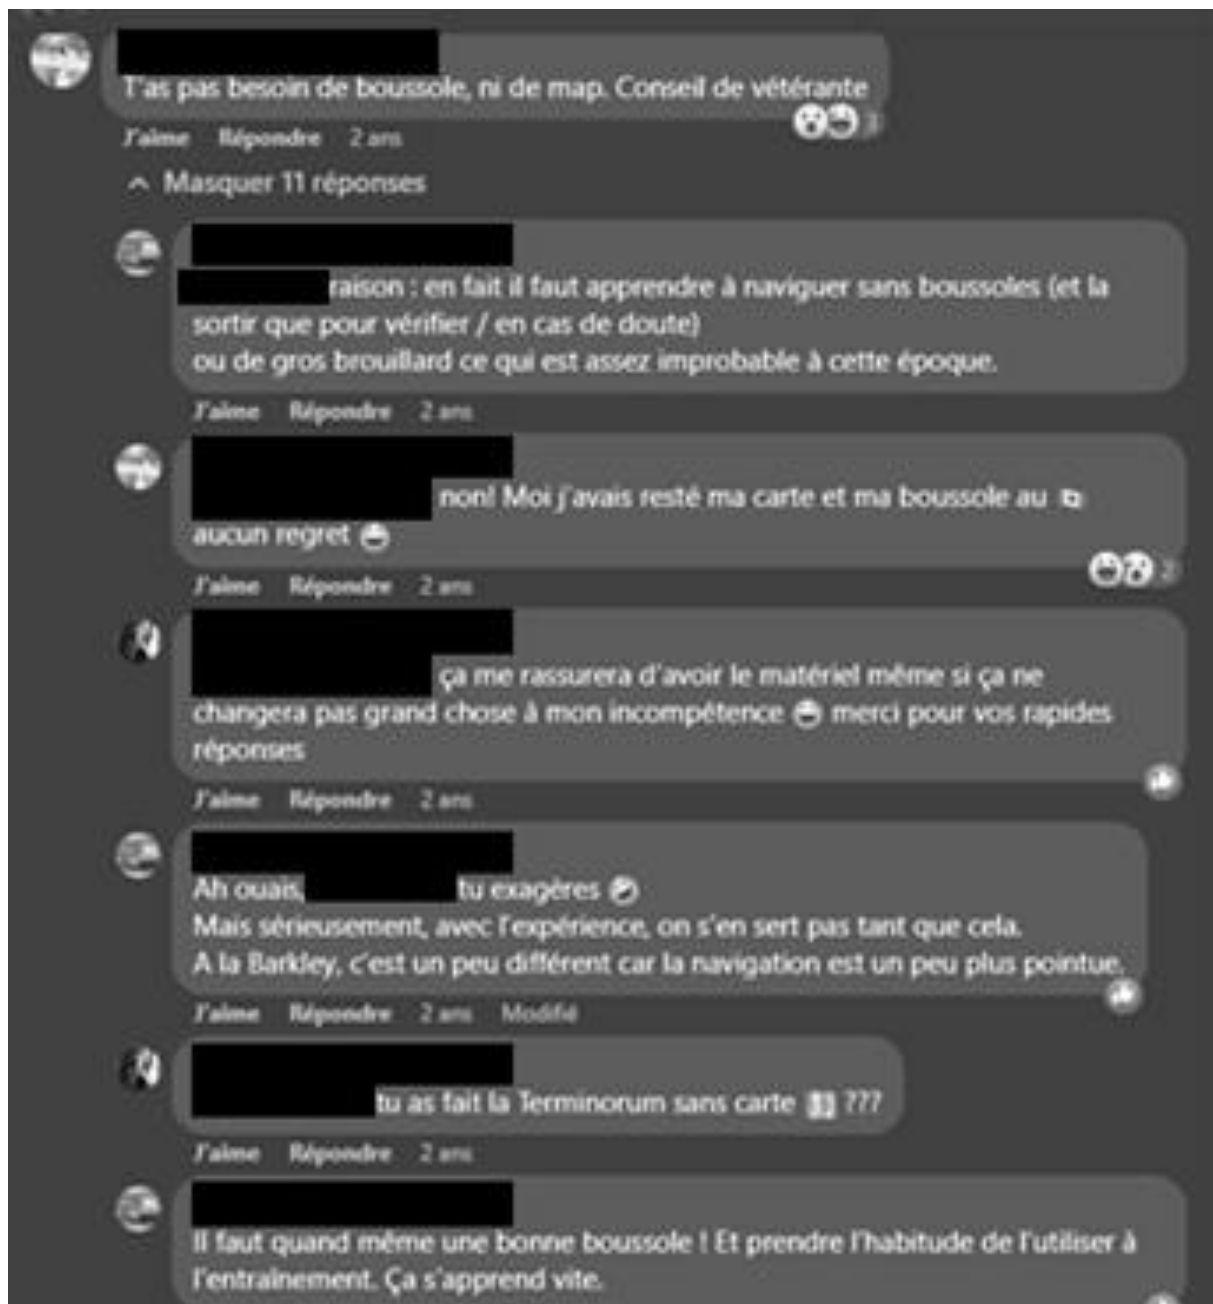 T'as pas besoin de boussole, ni de map. Conseil de vétérante
J'aime Répondre 2 ans
Masquer 11 réponses
raison : en fait il faut apprendre à naviguer sans boussoles (et la
sortir que pour vérifier / en cas de doute)
ou de gros brouillard ce qui est assez improbable à cette époque.
J'aime Répondre 2 ans
non! Moi j'avais resté ma carte et ma boussole au
aucun regret
2
J'aime Répondre 2 ans
ça me rassurera d'avoir le matériel même si ça ne
changera pas grand chose à mon incompétence merci pour vos rapides
réponses
J'aime Répondre 2 ans
Ah ouais, tu exagères
Mais sérieusement, avec l'expérience, on s'en sert pas tant que cela.
A la Barkley, c'est un peu différent car la navigation est un peu plus pointue.
J'aime Répondre 2 ans Modifié
tu as fait la Terminorum sans carte ???
J'aime Répondre 2 ans
Il faut quand même une bonne boussole ! Et prendre l'habitude de l'utiliser à
l'entraînement. Ça s'apprend vite.